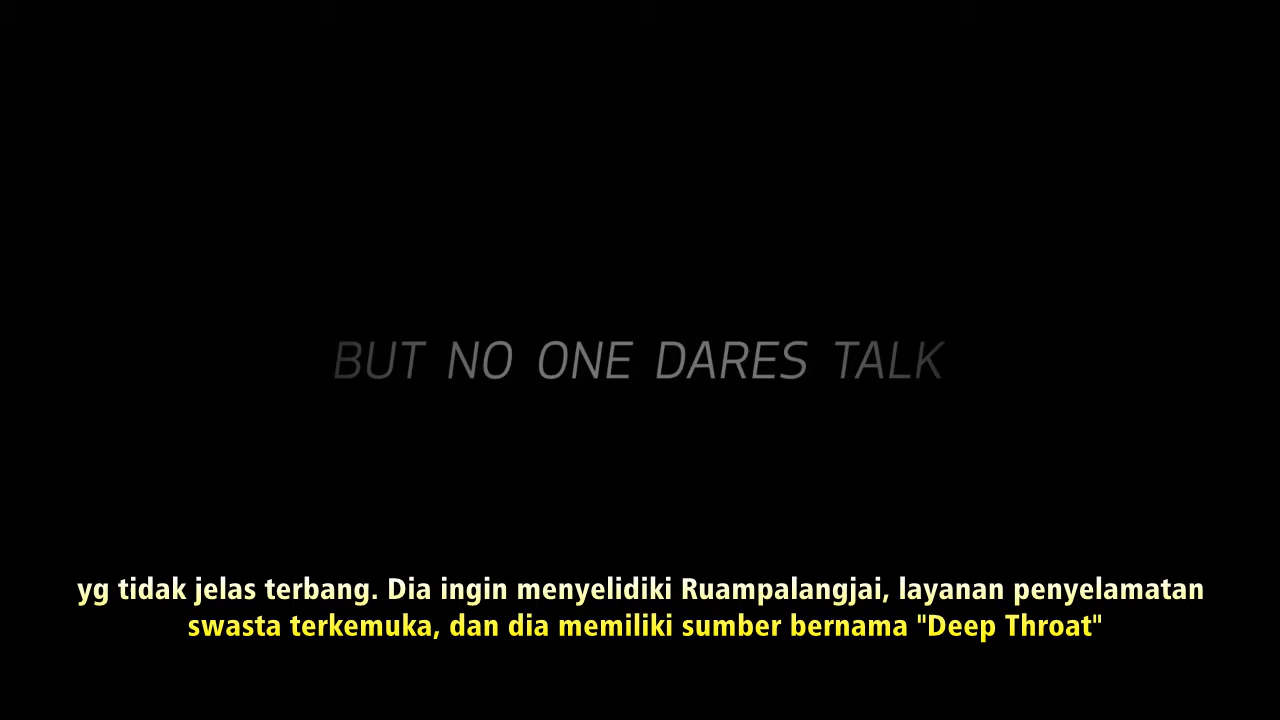 BUT NO ONE DARES TALK
yg tidak jelas terbang. Dia ingin menyelidiki Ruampalangjai, layanan penyelamatan
swasta terkemuka, dan dia memiliki sumber bernama "Deep Throat"